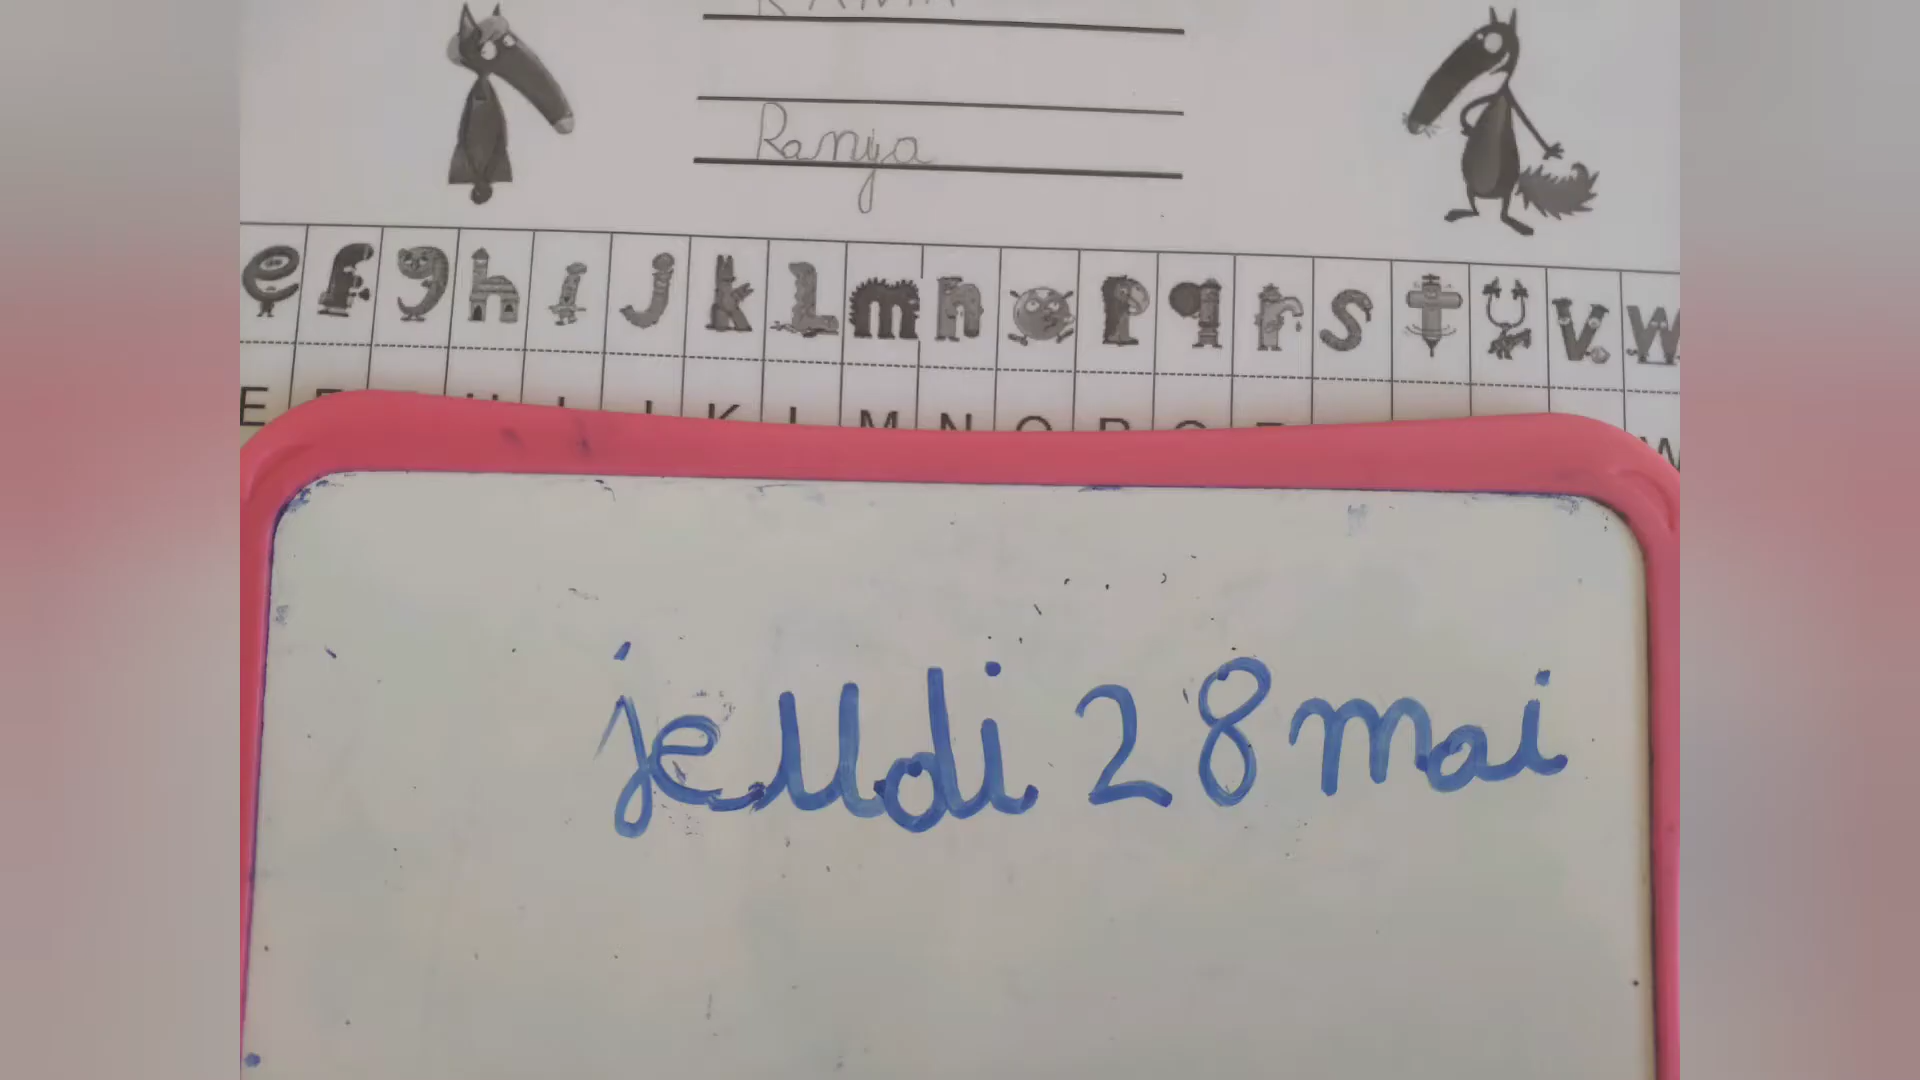 Ranya
e f g h i j k l m n o p q r s t u v w
E
jeudi 28 mai